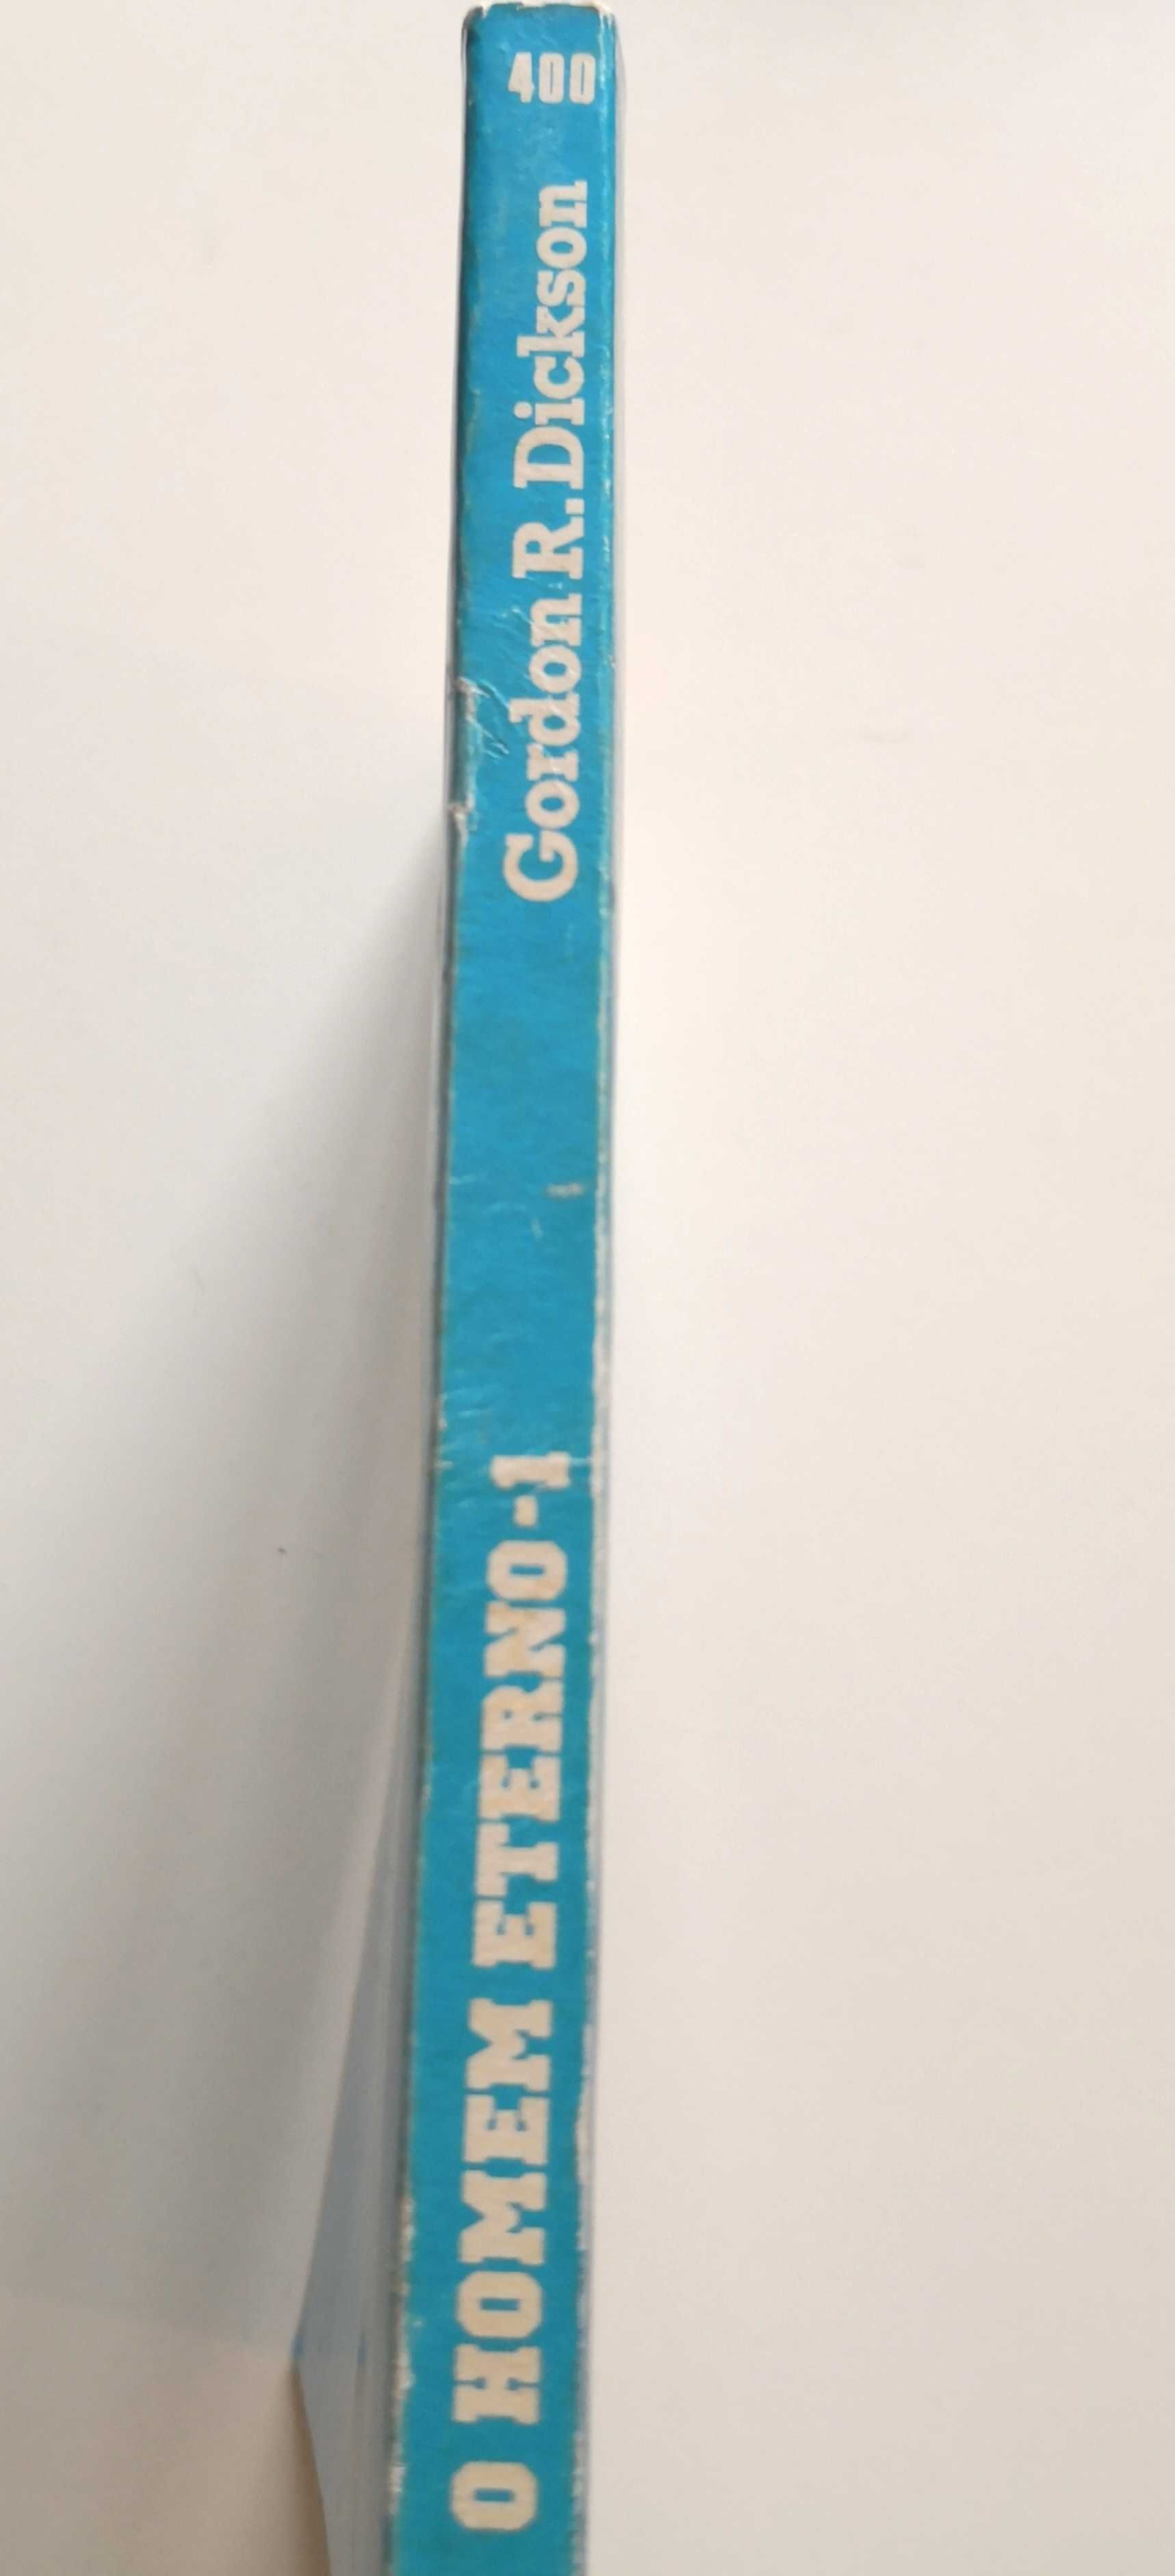 400
Gordon R. Dickson
O HOMEM ETERNO-1